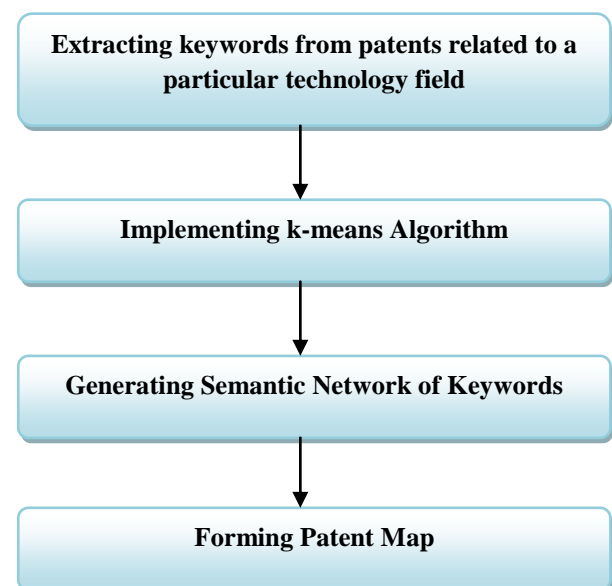 Extracting keywords from patents related to a
particular technology field
Implementing k-means Algorithm
Generating Semantic Network of Keywords
Forming Patent Map